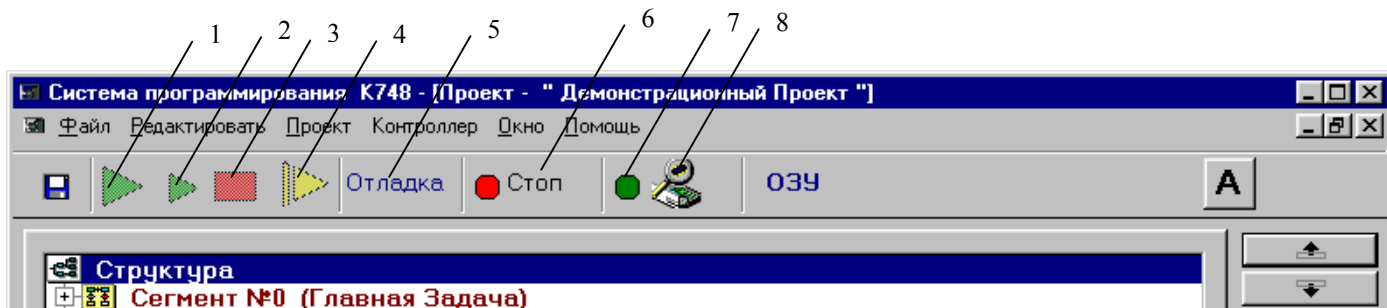 1 2 3 4 5 6 7 8
Система программирования K748 - [Проект - " Демонстрационный Проект "]
Файл Редактировать Проект Контроллер Окно Помощь
Отладка Стоп ОЗУ A
Структура
Сегмент №0 (Главная Задача)